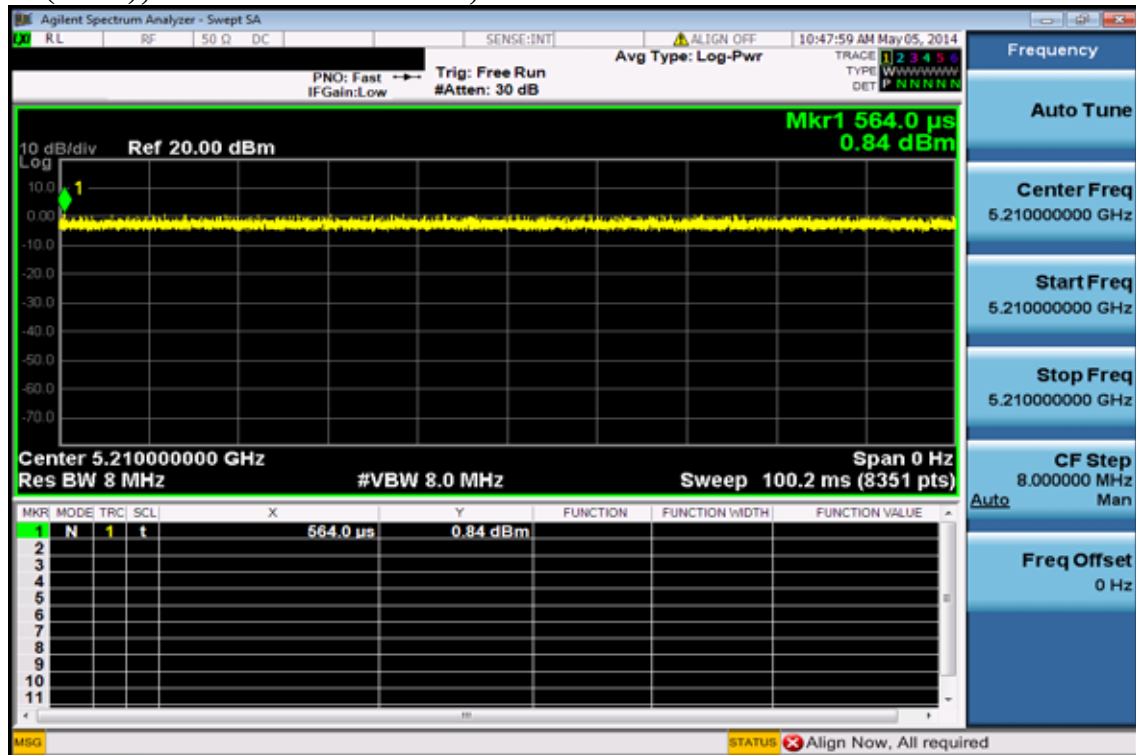 Agilent Spectrum Analyzer - Swept SA
RL RF 50 Ω DC SENSE:INT ALIGN OFF 10:47:59 AM May 05, 2014
Frequency
Avg Type: Log-Pwr
TRACE 1 2 3 4 5 6
TYPE WWWWWW
DET P N N N N N
PNO: Fast
IFGain:Low
Trig: Free Run
#Atten: 30 dB
Auto Tune
Mkr1 564.0 µs
0.84 dBm
10 dB/div Ref 20.00 dBm
Log
10.0
0.00
-10.0
-20.0
-30.0
-40.0
-50.0
-60.0
-70.0
1
Center Freq
5.210000000 GHz
Start Freq
5.210000000 GHz
Stop Freq
5.210000000 GHz
Center 5.210000000 GHz Span 0 Hz
Res BW 8 MHz #VBW 8.0 MHz Sweep 100.2 ms (8351 pts)
CF Step
8.000000 MHz
Auto Man
Freq Offset
0 Hz
MKR MODE TRC SCL X Y FUNCTION FUNCTION WIDTH FUNCTION VALUE
1 N 1 t 564.0 µs 0.84 dBm
2
3
4
5
6
7
8
9
10
11
MSG STATUS Align Now, All required